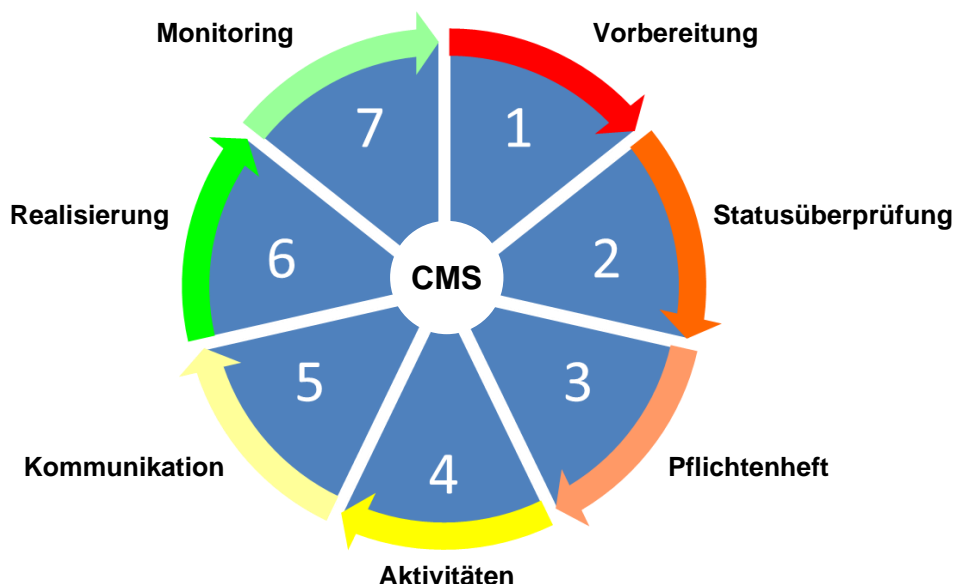 Monitoring
Vorbereitung
7
1
Realisierung
Statusüberprüfung
6
CMS
2
5
3
Kommunikation
4
Pflichtenheft
Aktivitäten